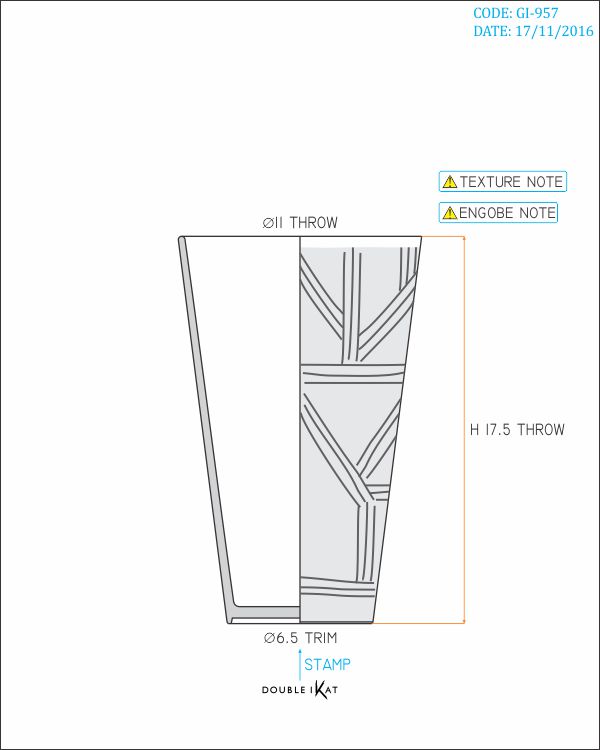 CODE: GI-957
DATE: 17/11/2016
TEXTURE NOTE
ENGOBE NOTE
Ø11 THROW
H 17.5 THROW
Ø6.5 TRIM
STAMP
DOUBLE IKAT